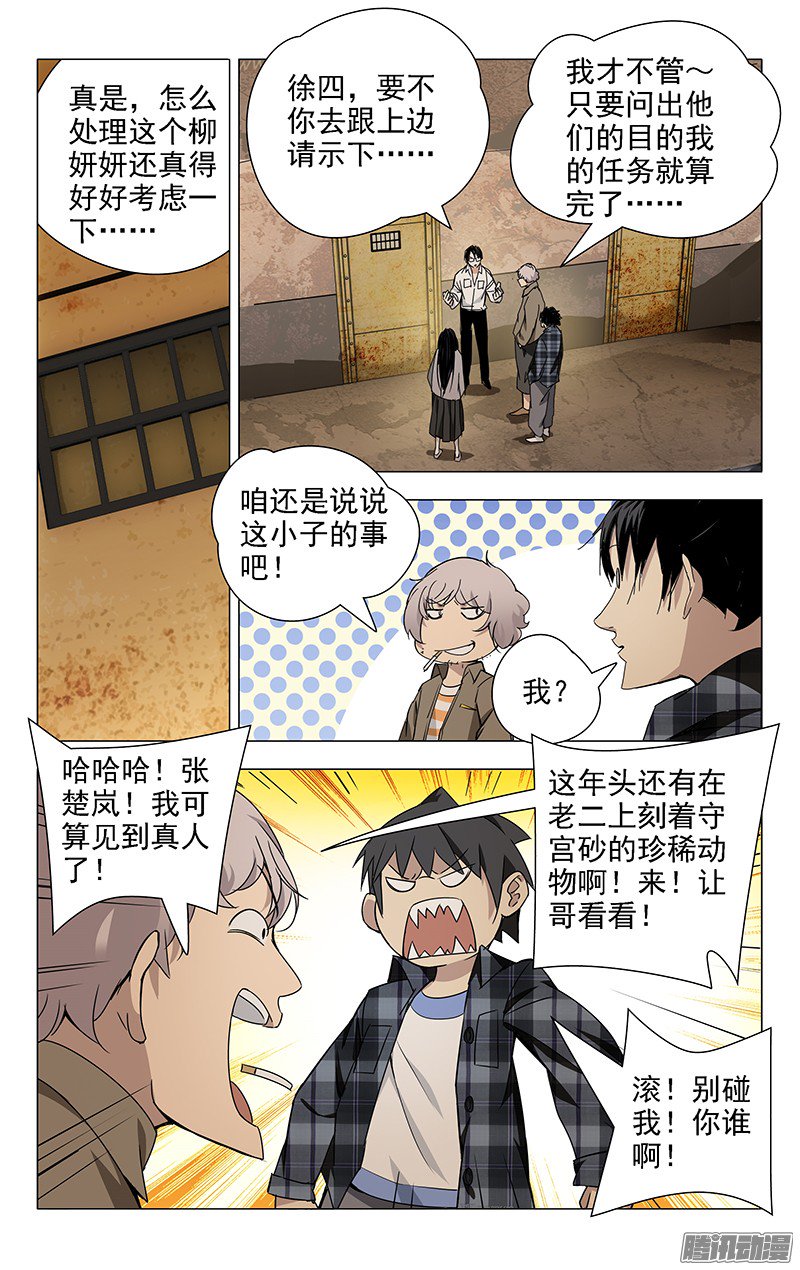 真是，怎么
处理这个柳
妍妍还真得
好好考虑一
下……
徐四，要不
你去跟上边
请示下……
我才不管～
只要问出他
们的目的我
的任务就算
完了……
咱还是说说
这小子的事
吧！
我？
哈哈哈！张
楚岚！我可
算见到真人
了！
这年头还有在
老二上刻着守
宫砂的珍稀动
物啊！来！让
哥看看！
滚！别碰
我！你谁
啊！
腾讯动漫